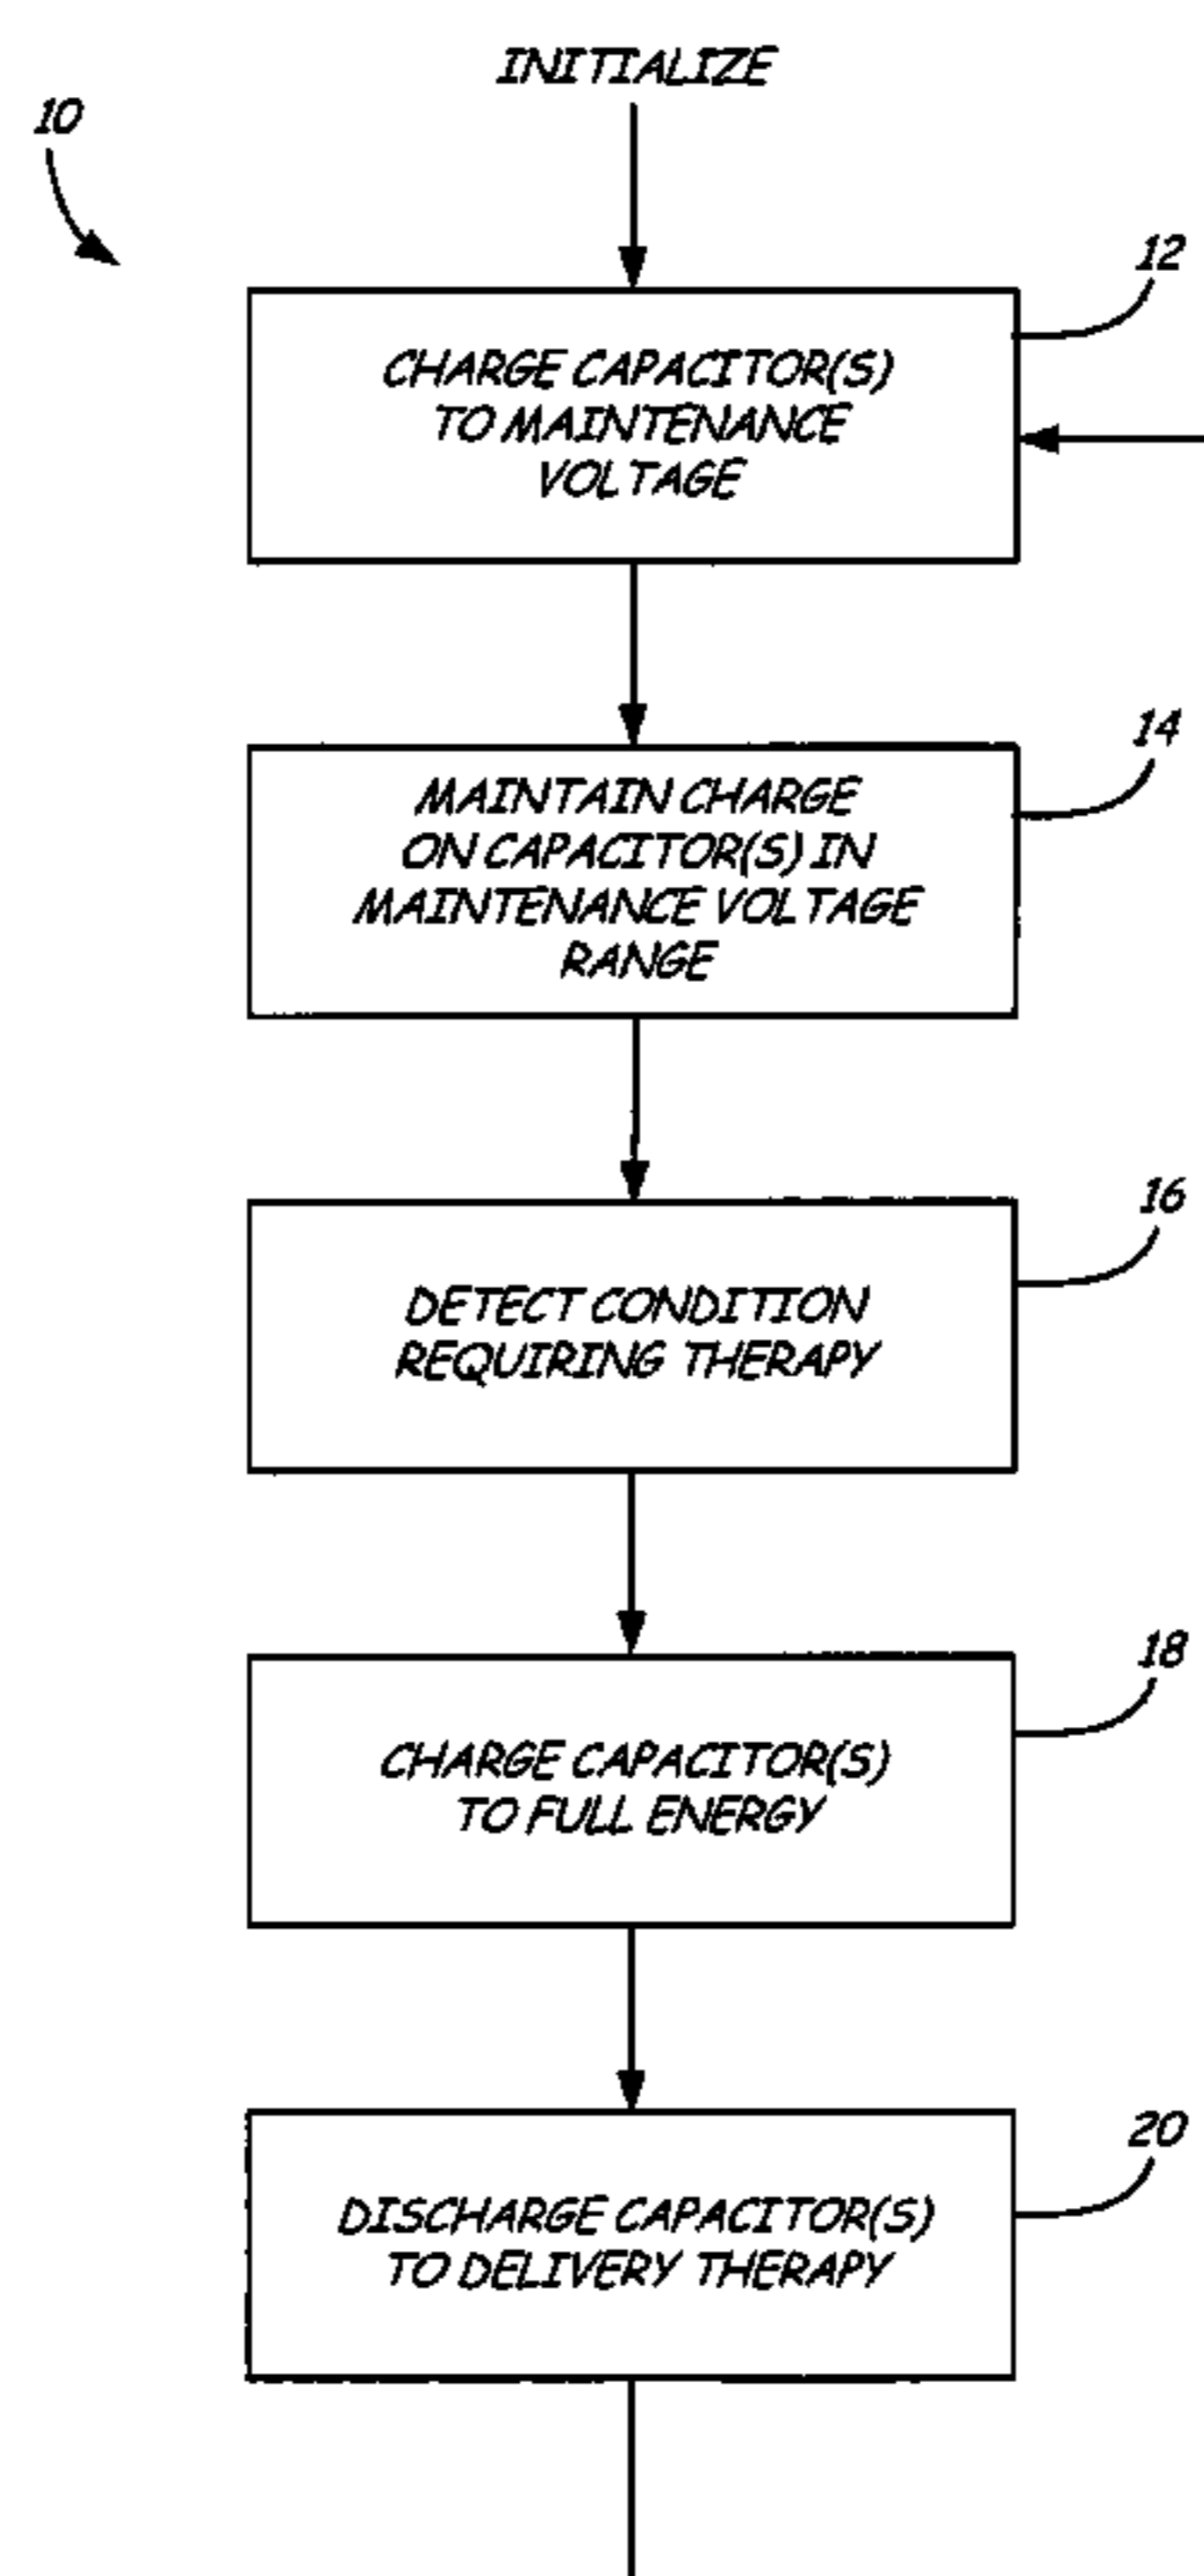 INITIALIZE
10
12
CHARGE CAPACITOR(S)
TO MAINTENANCE
VOLTAGE
14
MAINTAIN CHARGE
ON CAPACITOR(S) IN
MAINTENANCE VOLTAGE
RANGE
16
DETECT CONDITION
REQUIRING THERAPY
18
CHARGE CAPACITOR(S)
TO FULL ENERGY
20
DISCHARGE CAPACITOR(S)
TO DELIVERY THERAPY